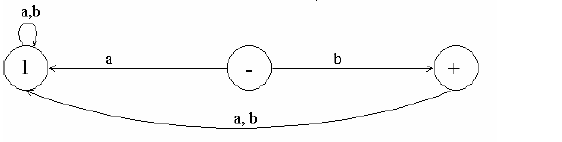 a,b
1 a - b +
a, b